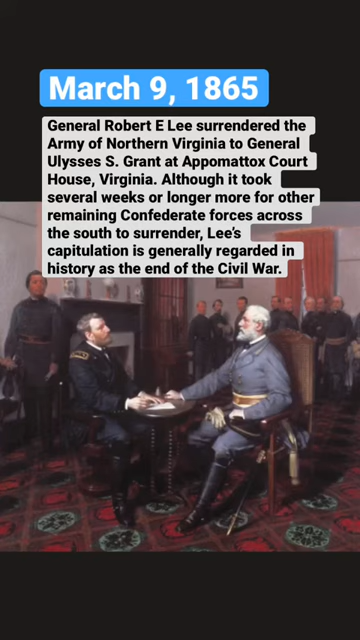 March 9, 1865
General Robert E Lee surrendered the
Army of Northern Virginia to General
Ulysses S. Grant at Appomattox Court
House, Virginia. Although it took
several weeks or longer more for other
remaining Confederate forces across
the south to surrender, Lee's
capitulation is generally regarded in
history as the end of the Civil War.